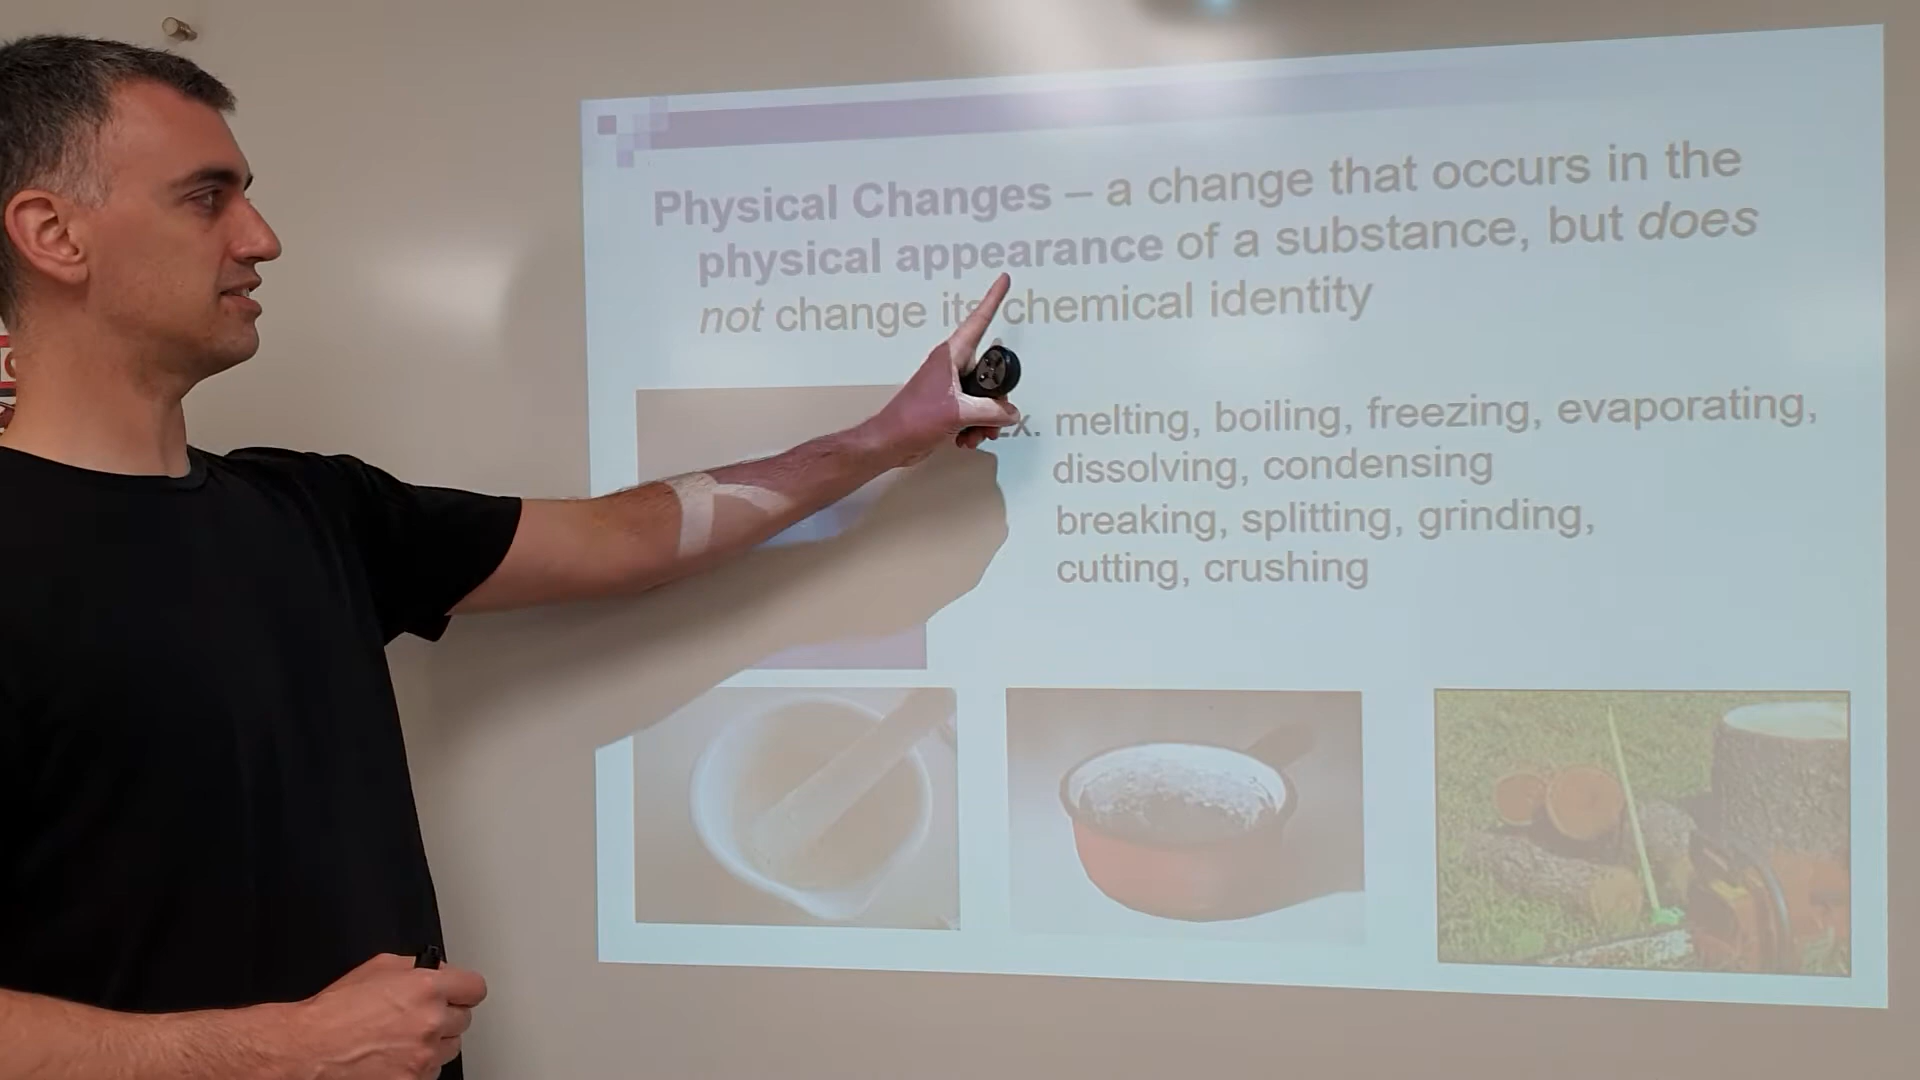 Physical Changes – a change that occurs in the
physical appearance of a substance, but does
not change its chemical identity
Ex. melting, boiling, freezing, evaporating,
dissolving, condensing
breaking, splitting, grinding,
cutting, crushing